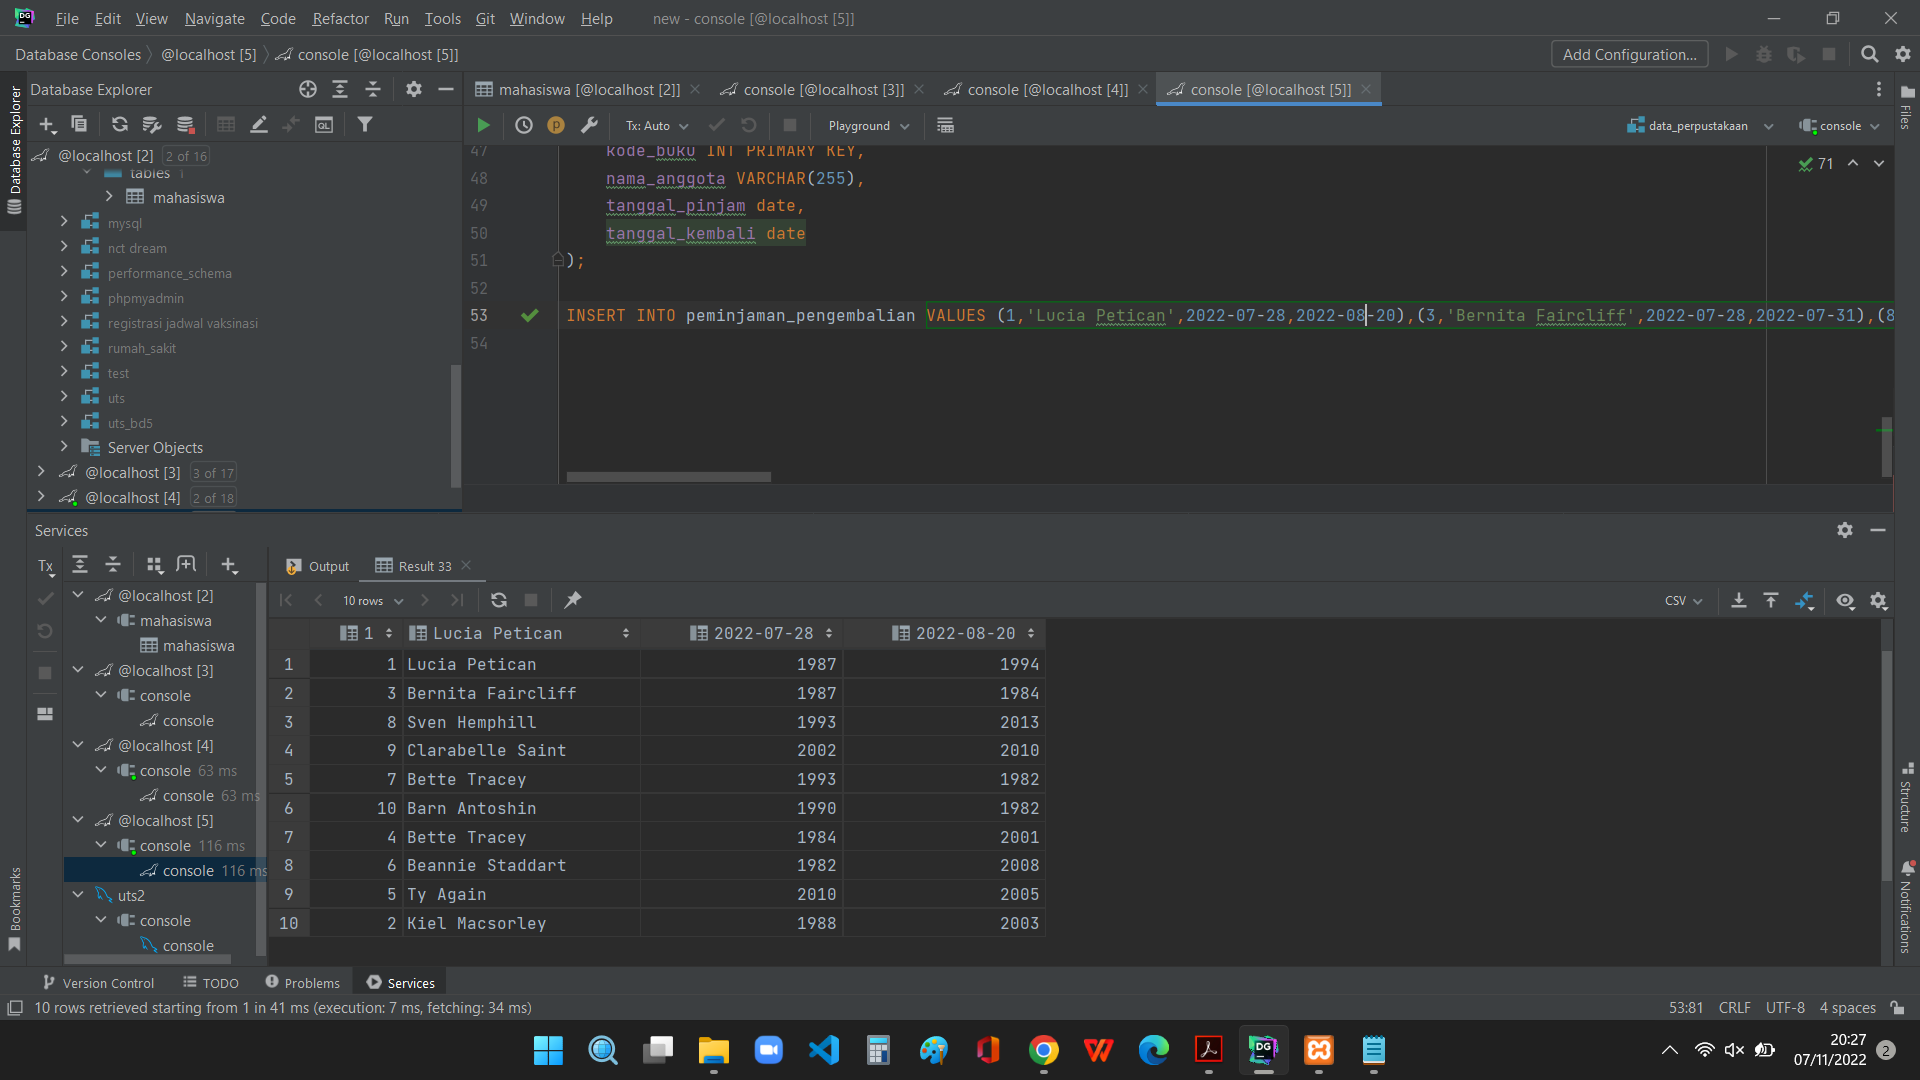 File Edit View Navigate Code Refactor Run Tools Git Window Help new - console [@localhost [5]]
Database Consoles @localhost [5] console [@localhost [5]] Add Configuration...
Database Explorer
mahasiswa [@localhost [2]] console [@localhost [3]] console [@localhost [4]] console [@localhost [5]]
Tx: Auto Playground data_perpustakaan console
Database Explorer
@localhost [2] 2 of 16
tables 1
mahasiswa
mysql
nct dream
performance_schema
phpmyadmin
registrasi jadwal vaksinasi
rumah_sakit
test
uts
uts_bd5
Server Objects
@localhost [3] 3 of 17
@localhost [4] 2 of 18
47 kode_buku INT PRIMARY KEY,
48 nama_anggota VARCHAR(255),
49 tanggal_pinjam date,
50 tanggal_kembali date
51 );
52
53 INSERT INTO peminjaman_pengembalian VALUES (1,'Lucia Petican',2022-07-28,2022-08-20),(3,'Bernita Faircliff',2022-07-28,2022-07-31),(8
54
71
Files
Services
Tx
@localhost [2]
mahasiswa
mahasiswa
@localhost [3]
console
console
@localhost [4]
console 63 ms
console 63 ms
@localhost [5]
console 116 ms
console 116 ms
uts2
console
console
Output Result 33
10 rows CSV
1 Lucia Petican 2022-07-28 2022-08-20
1 1 Lucia Petican 1987 1994
2 3 Bernita Faircliff 1987 1984
3 8 Sven Hemphill 1993 2013
4 9 Clarabelle Saint 2002 2010
5 7 Bette Tracey 1993 1982
6 10 Barn Antoshin 1990 1982
7 4 Bette Tracey 1984 2001
8 6 Beannie Staddart 1982 2008
9 5 Ty Again 2010 2005
10 2 Kiel Macsorley 1988 2003
Structure
Notifications
Bookmarks
Version Control TODO Problems Services
10 rows retrieved starting from 1 in 41 ms (execution: 7 ms, fetching: 34 ms) 53:81 CRLF UTF-8 4 spaces
20:27
07/11/2022
2